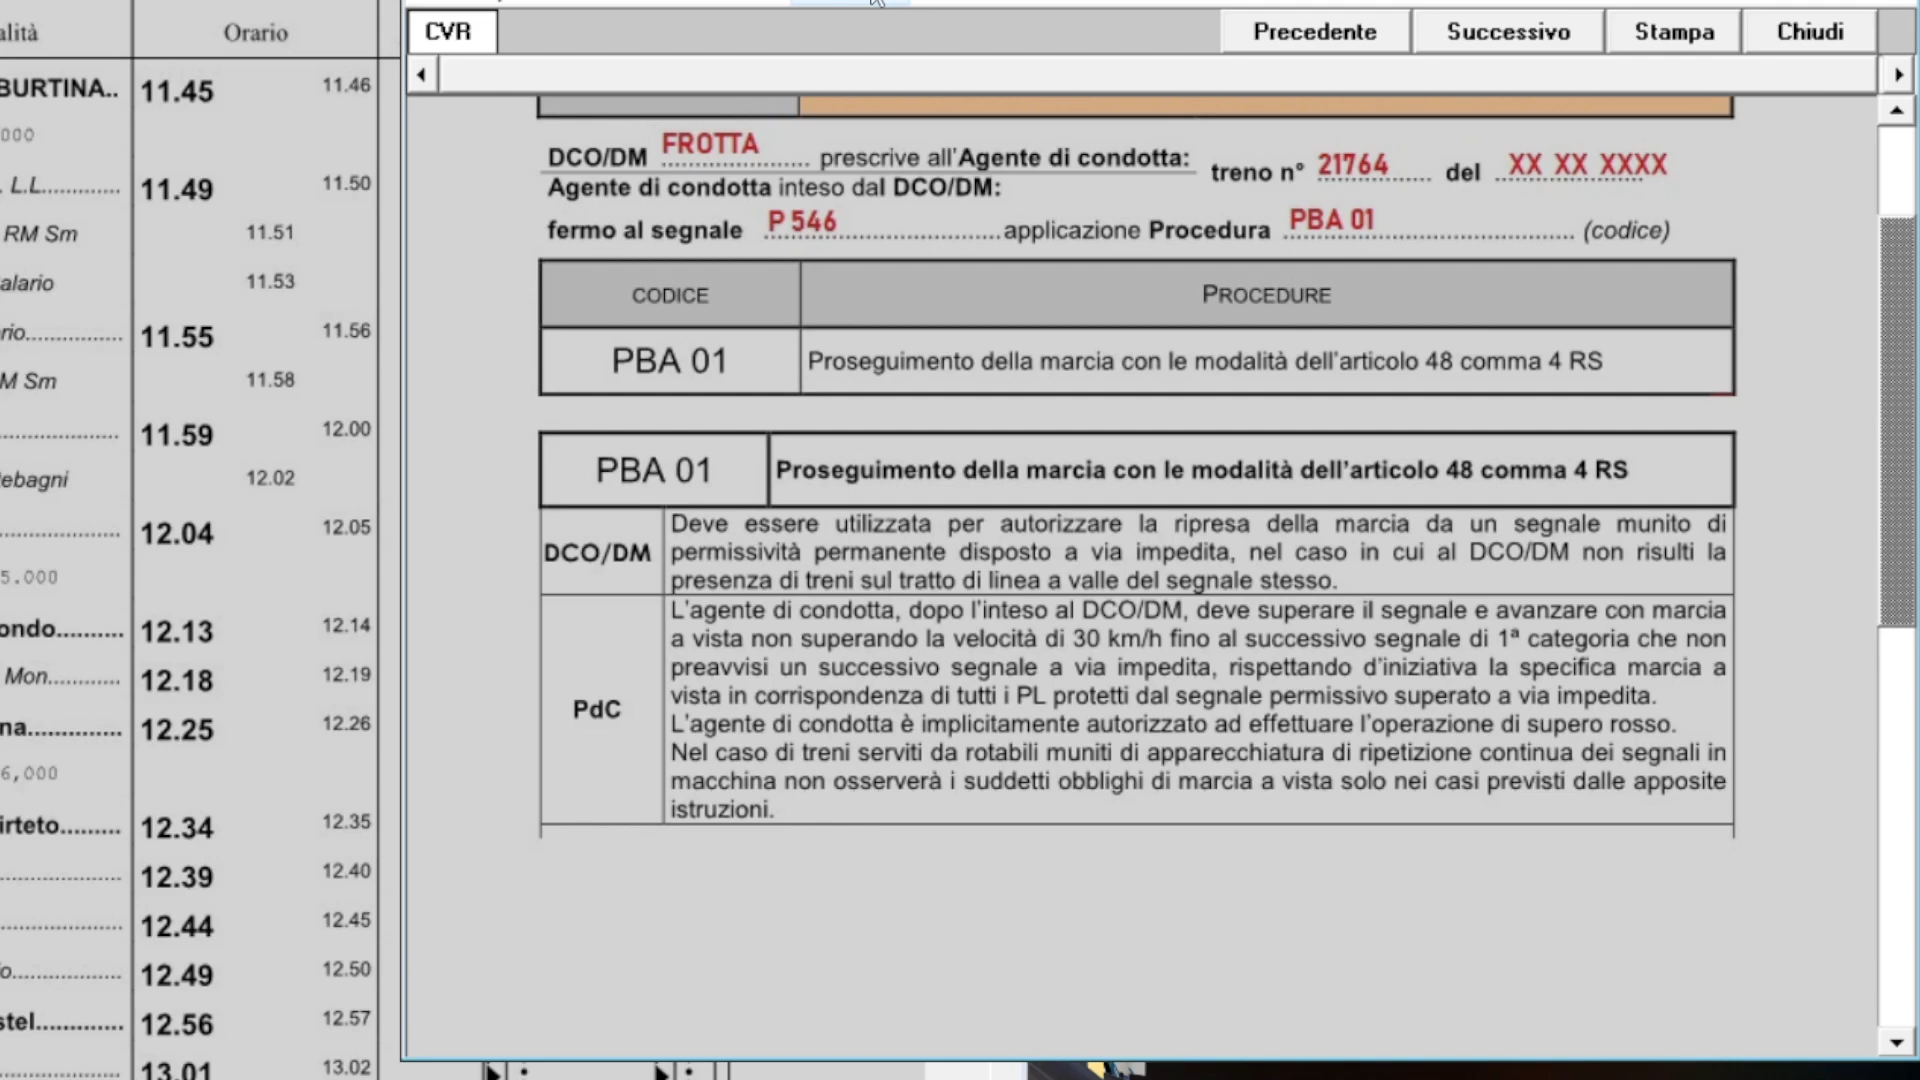 alità Orario
BURTINA.. 11.45 11.46
000
. L.L............. 11.49 11.50
RM Sm 11.51
alario 11.53
rio................ 11.55 11.56
M Sm 11.58
................... 11.59 12.00
ebagni 12.02
................... 12.04 12.05
5.000
ondo.......... 12.13 12.14
Mon............ 12.18 12.19
na.............. 12.25 12.26
6,000
irteto......... 12.34 12.35
................... 12.39 12.40
................... 12.44 12.45
o.................. 12.49 12.50
stel............. 12.56 12.57
................... 13.01 13.02
CVR Precedente Successivo Stampa Chiudi
DCO/DM FROTTA prescrive all'Agente di condotta: treno n° 21764 del XX XX XXXX
Agente di condotta inteso dal DCO/DM:
fermo al segnale P 546 applicazione Procedura PBA 01 (codice)
CODICE PROCEDURE
PBA 01 Proseguimento della marcia con le modalità dell'articolo 48 comma 4 RS
PBA 01 Proseguimento della marcia con le modalità dell'articolo 48 comma 4 RS
DCO/DM
Deve essere utilizzata per autorizzare la ripresa della marcia da un segnale munito di
permissività permanente disposto a via impedita, nel caso in cui al DCO/DM non risulti la
presenza di treni sul tratto di linea a valle del segnale stesso.
PdC
L'agente di condotta, dopo l'inteso al DCO/DM, deve superare il segnale e avanzare con marcia
a vista non superando la velocità di 30 km/h fino al successivo segnale di 1ª categoria che non
preavvisi un successivo segnale a via impedita, rispettando d'iniziativa la specifica marcia a
vista in corrispondenza di tutti i PL protetti dal segnale permissivo superato a via impedita.
L'agente di condotta è implicitamente autorizzato ad effettuare l'operazione di supero rosso.
Nel caso di treni serviti da rotabili muniti di apparecchiatura di ripetizione continua dei segnali in
macchina non osserverà i suddetti obblighi di marcia a vista solo nei casi previsti dalle apposite
istruzioni.